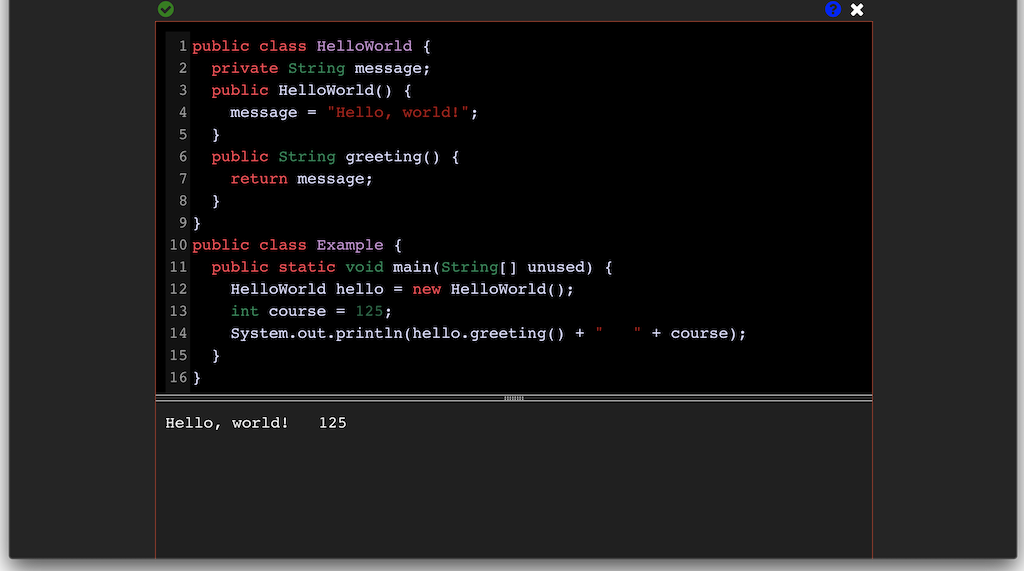 ?
1 public class HelloWorld {
2   private String message;
3   public HelloWorld() {
4     message = "Hello, world!";
5   }
6   public String greeting() {
7     return message;
8   }
9 }
10 public class Example {
11   public static void main(String[] unused) {
12     HelloWorld hello = new HelloWorld();
13     int course = 125;
14     System.out.println(hello.greeting() + "   " + course);
15   }
16 }
Hello, world!   125